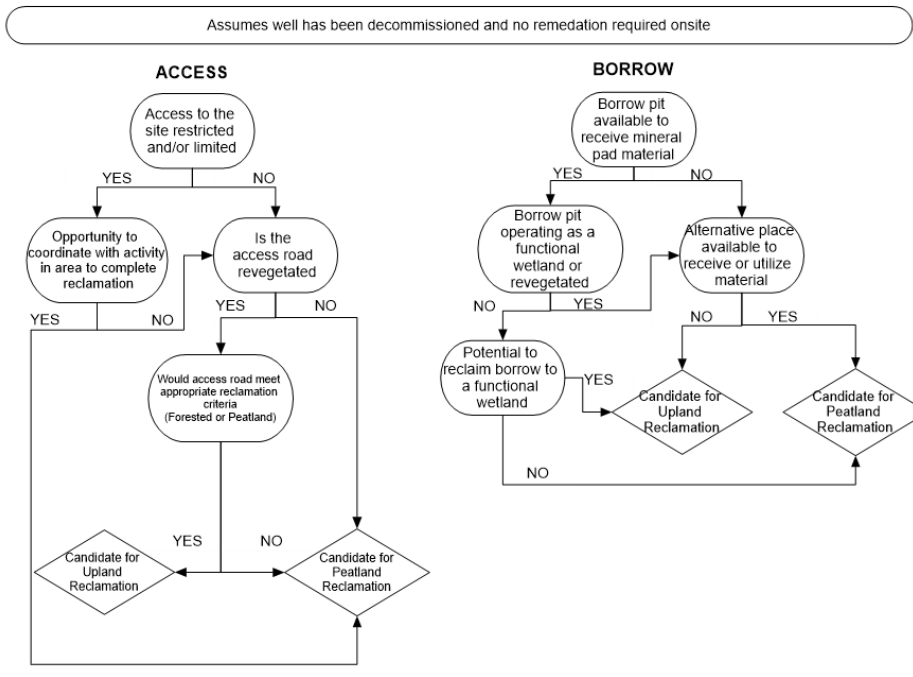 Assumes well has been decommissioned and no remedation required onsite
ACCESS
Access to the
site restricted
and/or limited
YES
NO
Opportunity to
coordinate with activity
in area to complete
reclamation
Is the
access road
revegetated
YES
NO
YES
NO
Would access road meet
appropriate reclamation
criteria
(Forested or Peatland)
YES
NO
Candidate for
Upland
Reclamation
Candidate for
Peatland
Reclamation
BORROW
Borrow pit
available to
receive mineral
pad material
YES
NO
Borrow pit
operating as a
functional
wetland or
revegetated
Alternative place
available to
receive or utilize
material
NO
YES
NO
YES
Potential to
reclaim borrow to
a functional
wetland
YES
Candidate for
Upland
Reclamation
Candidate for
Peatland
Reclamation
NO